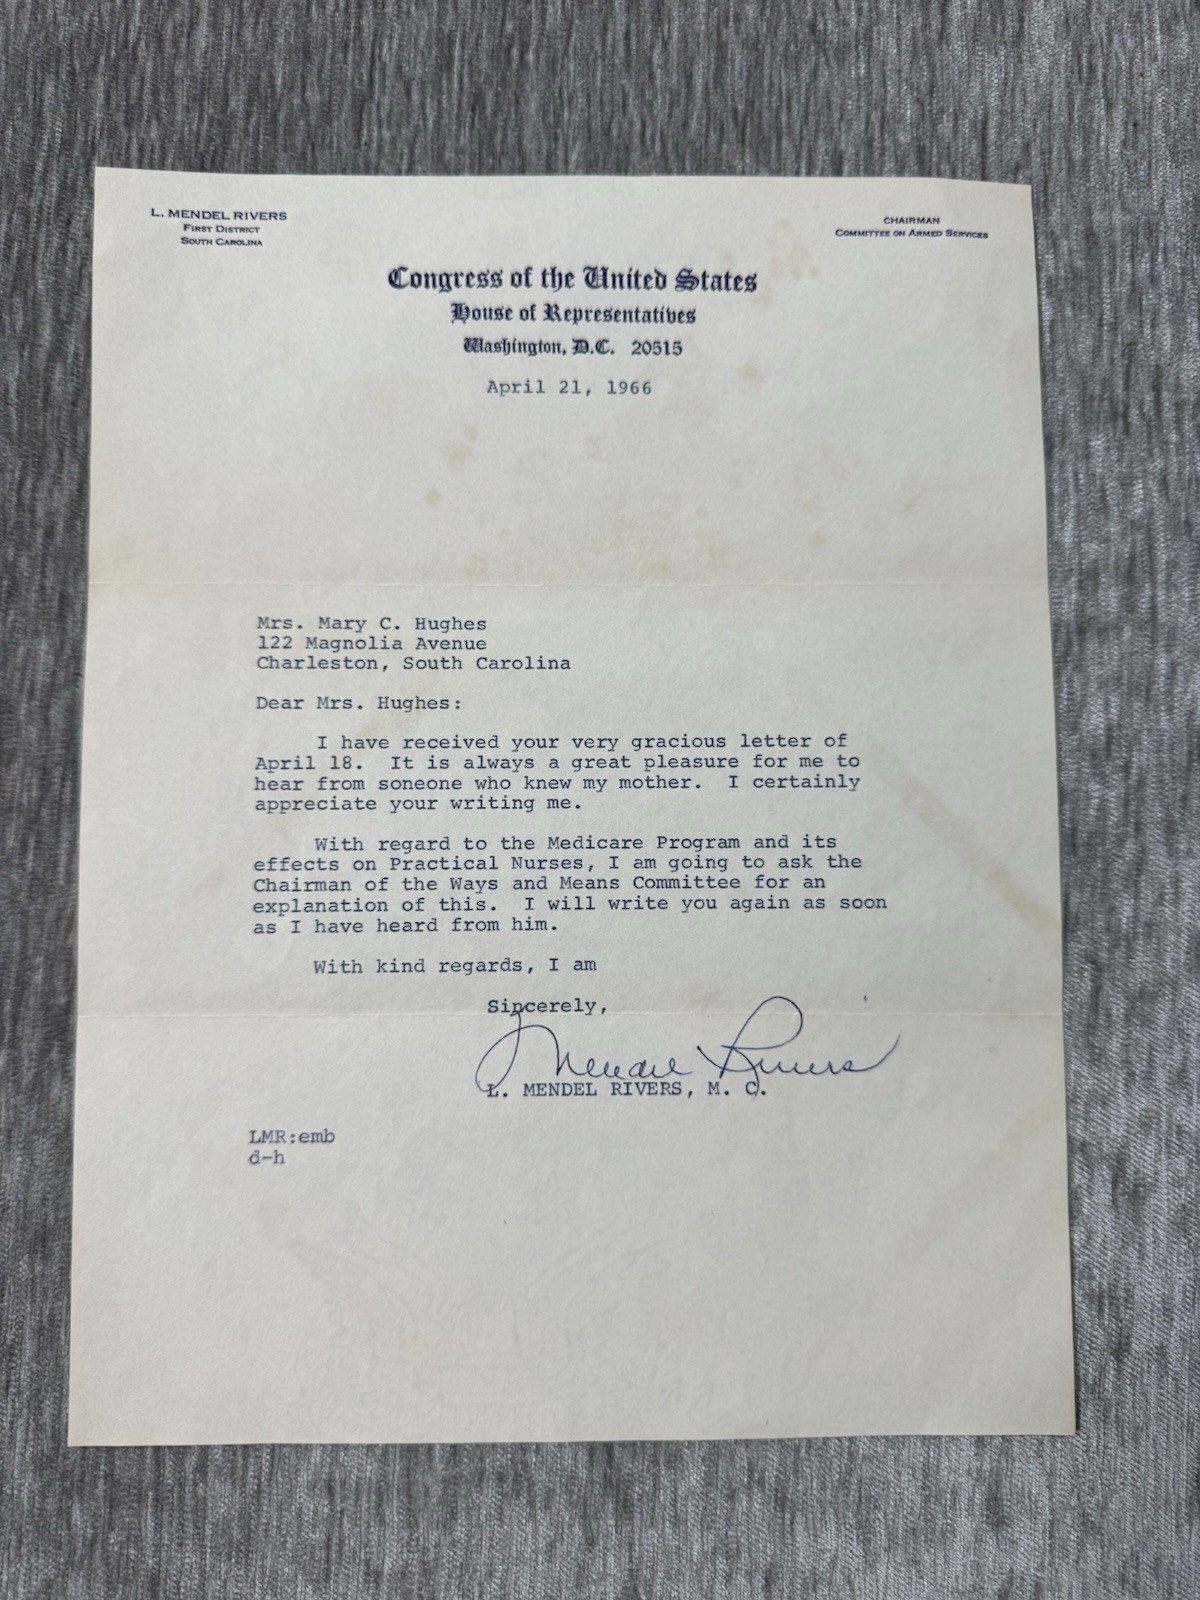 L. MENDEL RIVERS
FIRST DISTRICT
SOUTH CAROLINA
CHAIRMAN
COMMITTEE ON ARMED SERVICES
Congress of the United States
House of Representatives
Washington, D.C. 20515
April 21, 1966
Mrs. Mary C. Hughes
122 Magnolia Avenue
Charleston, South Carolina
Dear Mrs. Hughes:
I have received your very gracious letter of
April 18. It is always a great pleasure for me to
hear from soneone who knew my mother. I certainly
appreciate your writing me.
With regard to the Medicare Program and its
effects on Practical Nurses, I am going to ask the
Chairman of the Ways and Means Committee for an
explanation of this. I will write you again as soon
as I have heard from him.
With kind regards, I am
Sincerely,
L Mendel Rivers
L. MENDEL RIVERS, M. C.
LMR:emb
d-h